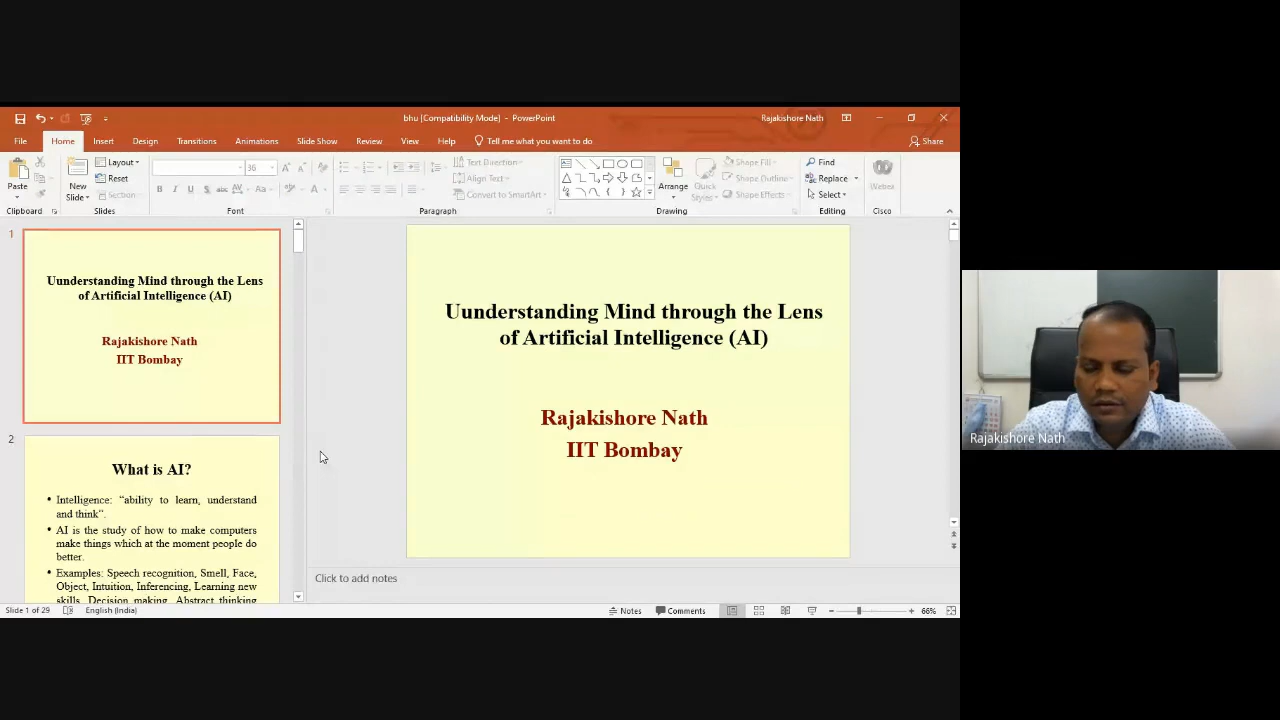 bhu [Compatibility Mode] - PowerPoint
Rajakishore Nath
File Home Insert Design Transitions Animations Slide Show Review View Help Tell me what you want to do
Share
Paste
Clipboard
New
Slide
Layout
Reset
Section
Slides
36
Font
Text Direction
Align Text
Convert to SmartArt
Paragraph
Arrange
Quick
Styles
Shape Fill
Shape Outline
Shape Effects
Drawing
Find
Replace
Select
Editing
Webex
Cisco
1
Uunderstanding Mind through the Lens
of Artificial Intelligence (AI)
Rajakishore Nath
IIT Bombay
2
What is AI?
• Intelligence: “ability to learn, understand
and think”.
• AI is the study of how to make computers
make things which at the moment people do
better.
• Examples: Speech recognition, Smell, Face,
Object, Intuition, Inferencing, Learning new
skills, Decision making, Abstract thinking
Uunderstanding Mind through the Lens
of Artificial Intelligence (AI)
Rajakishore Nath
IIT Bombay
Click to add notes
Slide 1 of 29 English (India) Notes Comments 66%
Rajakishore Nath